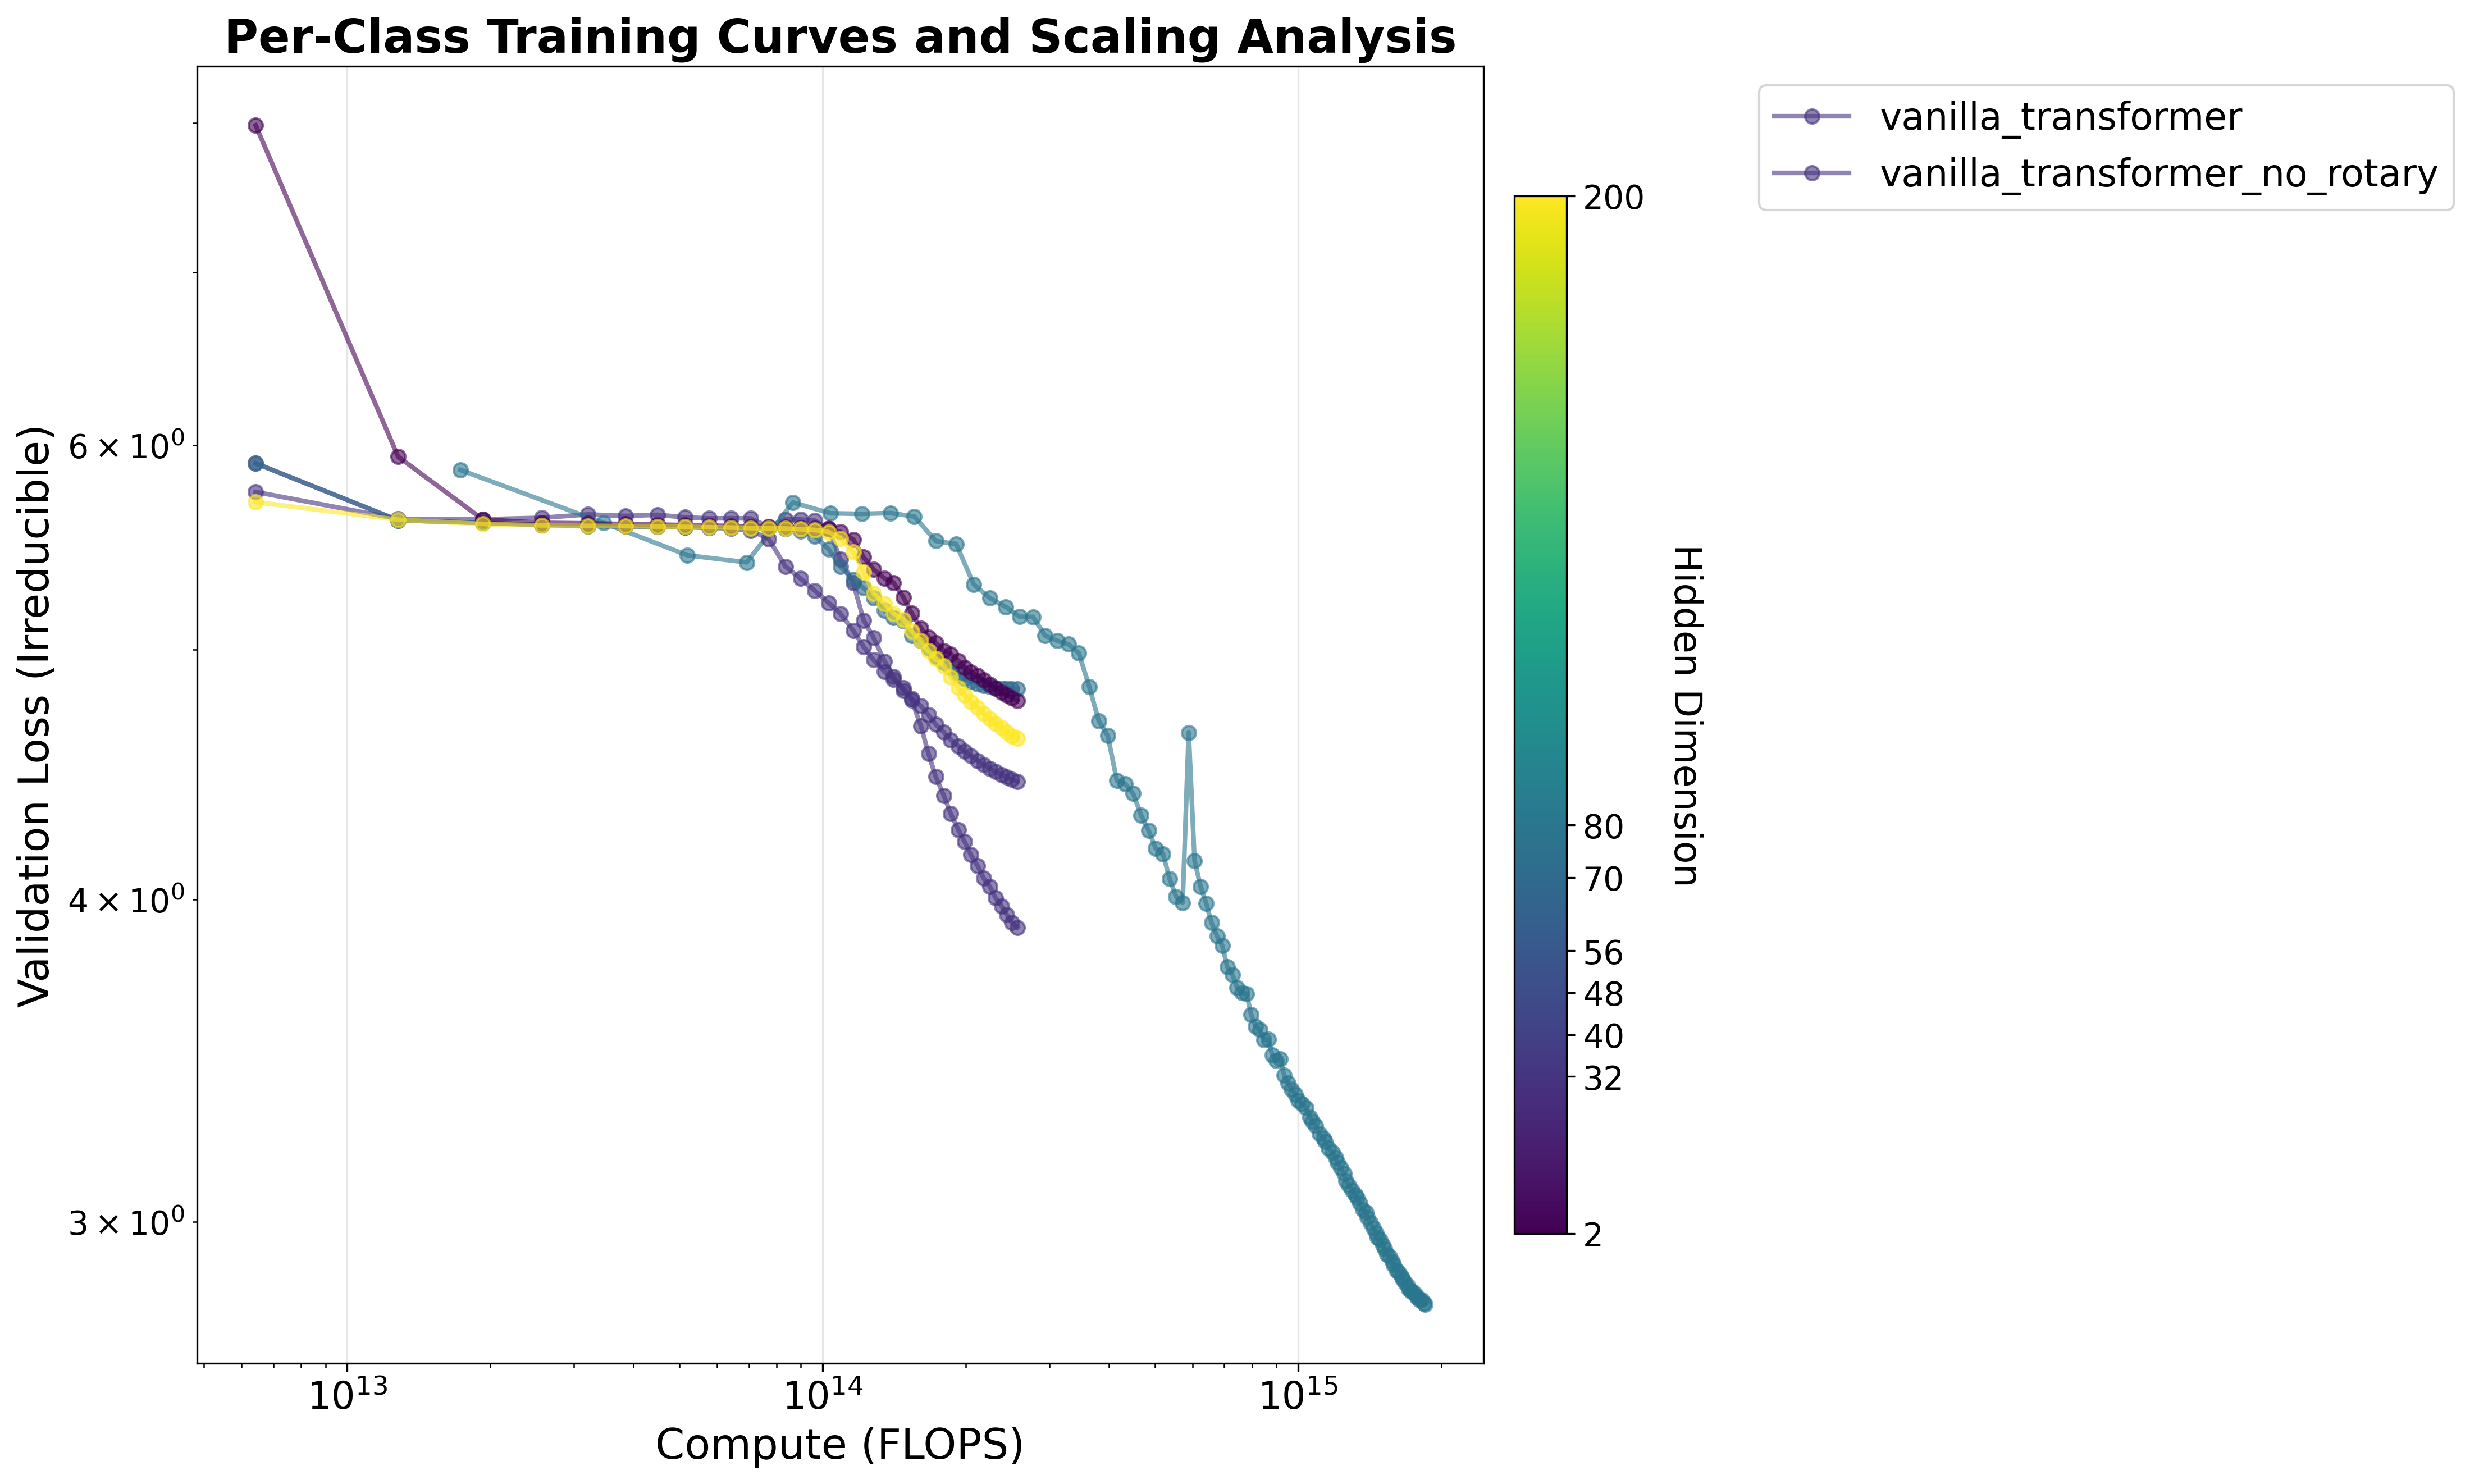 Per-Class Training Curves and Scaling Analysis
vanilla_transformer
vanilla_transformer_no_rotary
Validation Loss (Irreducible)
6 × 10⁰
4 × 10⁰
3 × 10⁰
10¹³
10¹⁴
10¹⁵
Compute (FLOPS)
200
80
70
56
48
40
32
2
Hidden Dimension